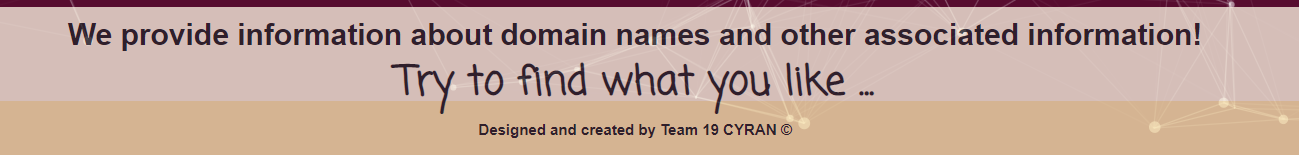 We provide information about domain names and other associated information!
Try to find what you like ...
Designed and created by Team 19 CYRAN ©